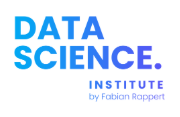 DATA
SCIENCE.
INSTITUTE
by Fabian Rappert